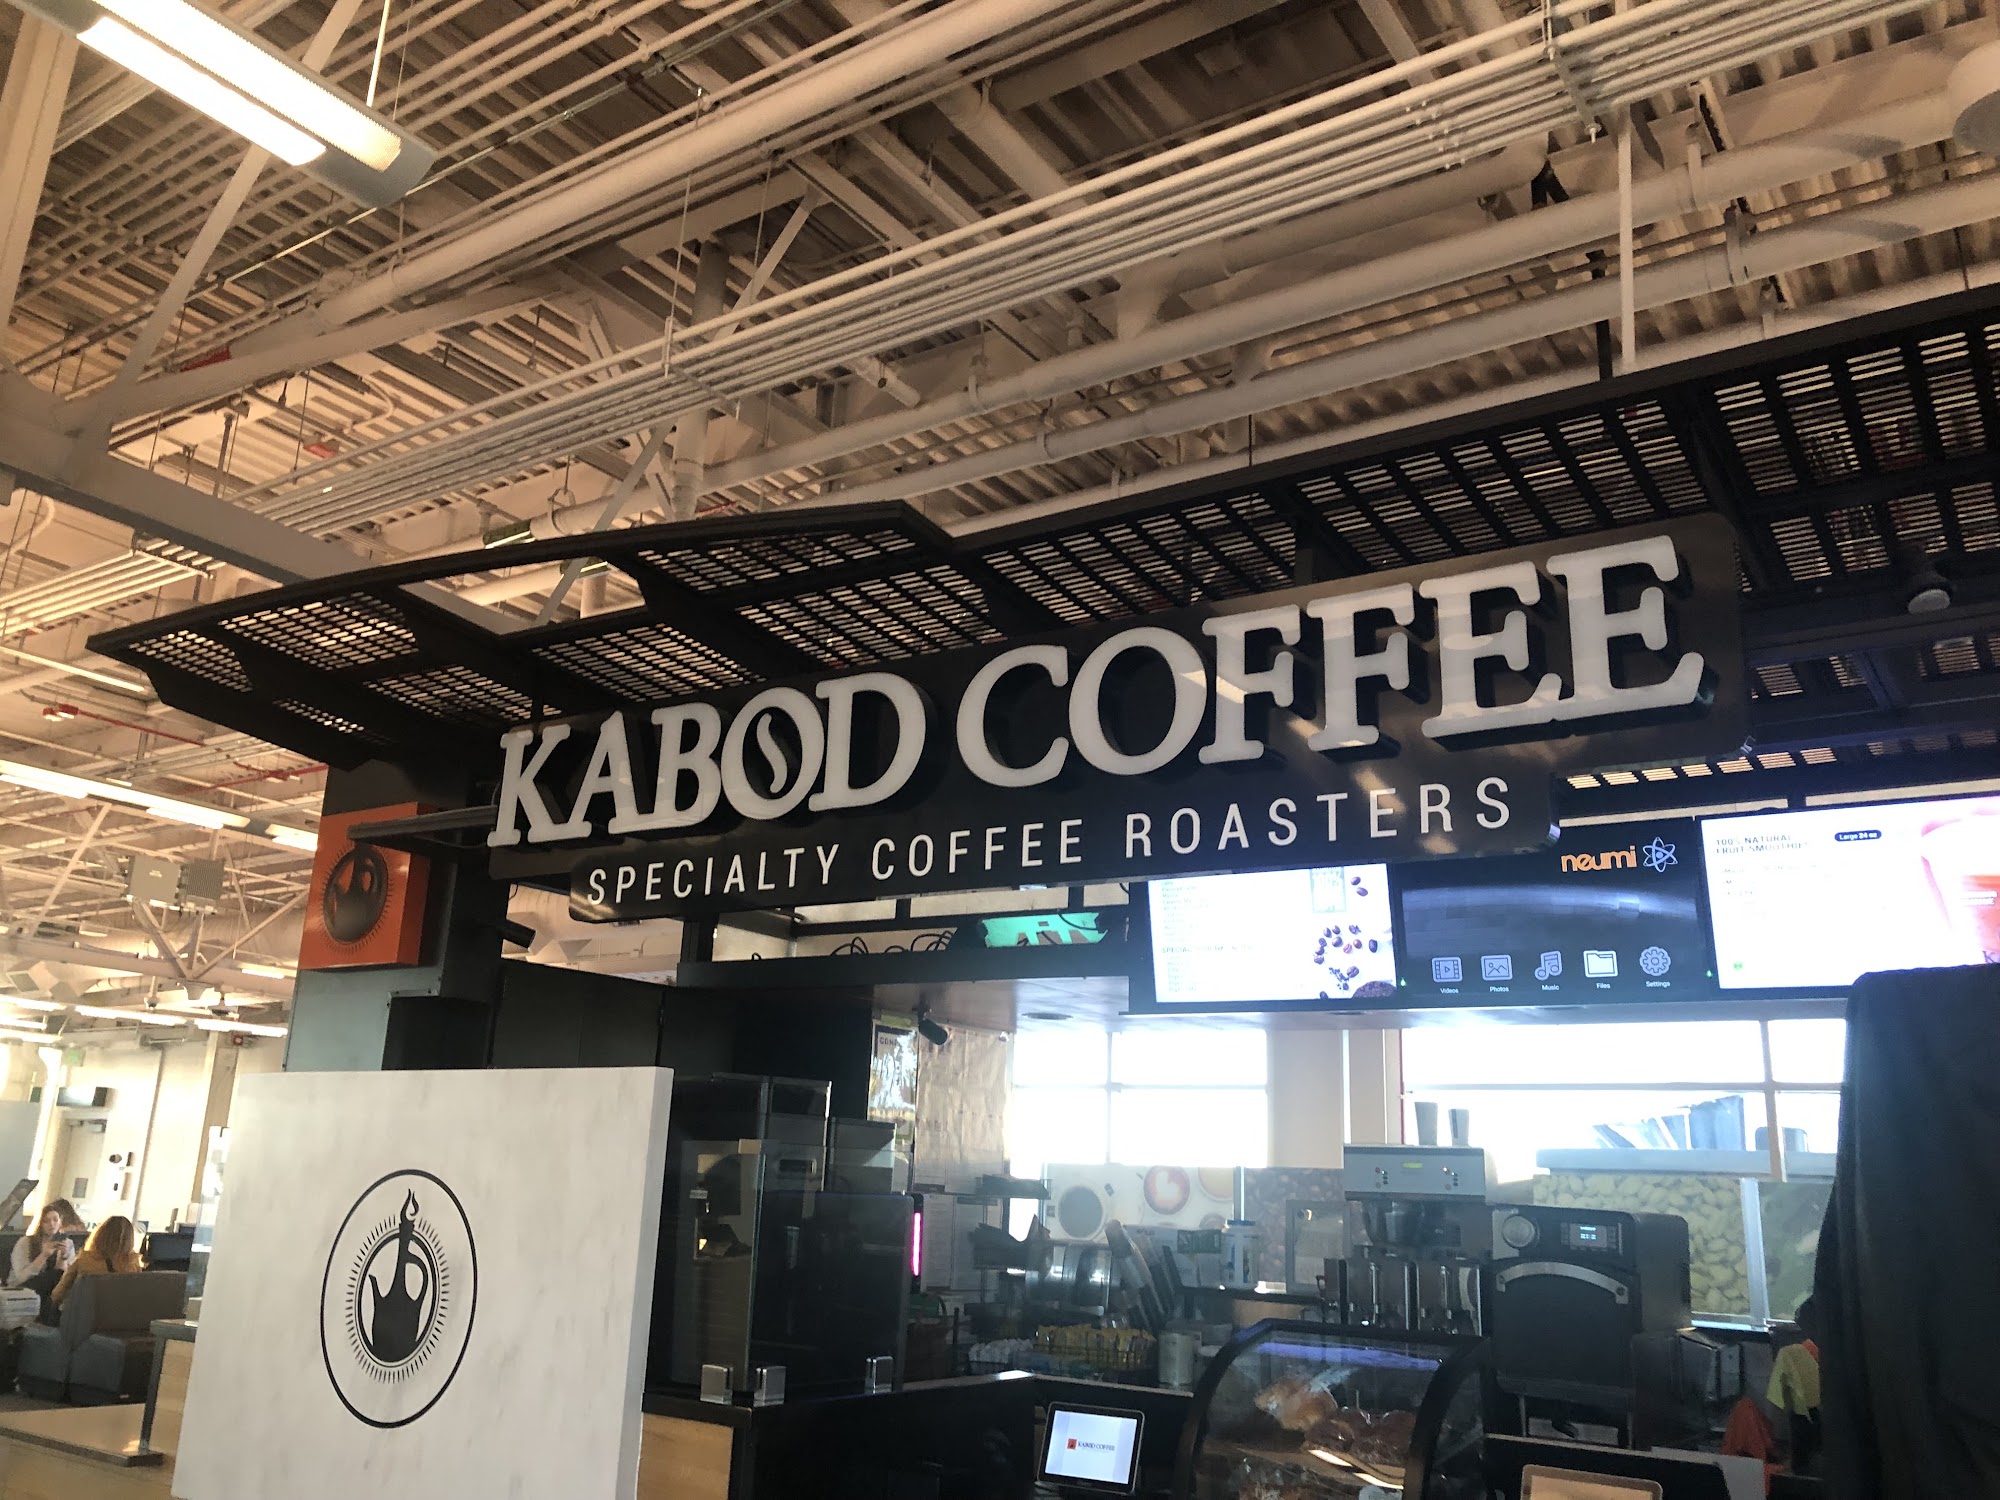 KABOD COFFEE
SPECIALTY COFFEE ROASTERS
neumi
100% NATURAL
FRUIT SMOOTHIES
Large 24 oz
Videos
Photos
Music
Files
Settings
KABOD COFFEE